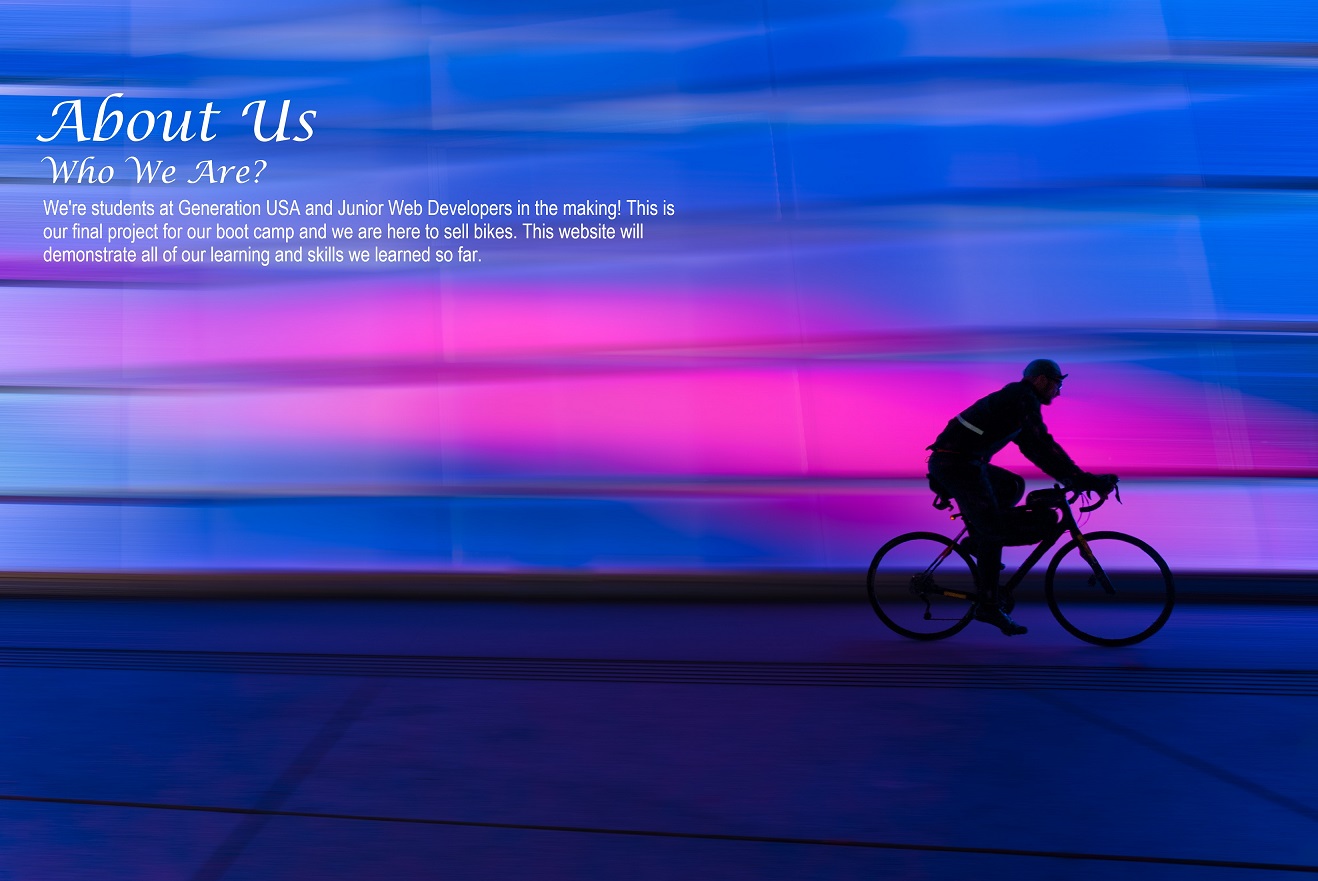 About Us
Who We Are?
We're students at Generation USA and Junior Web Developers in the making! This is
our final project for our boot camp and we are here to sell bikes. This website will
demonstrate all of our learning and skills we learned so far.